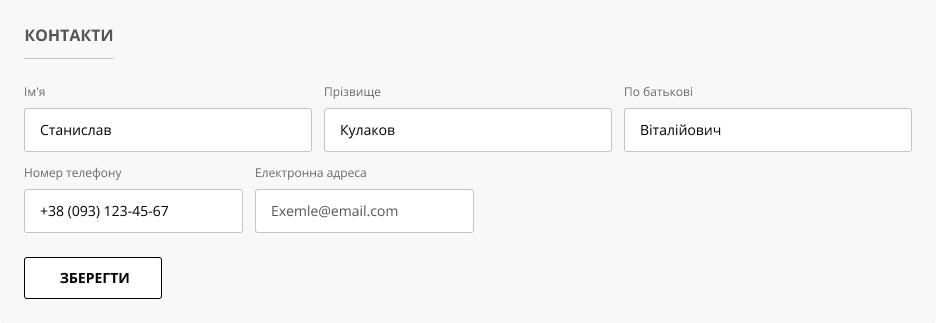 КОНТАКТИ
Ім'я Прізвище По батькові
Станислав Кулаков Віталійович
Номер телефону Електронна адреса
+38 (093) 123-45-67 Exemle@email.com
ЗБЕРЕГТИ